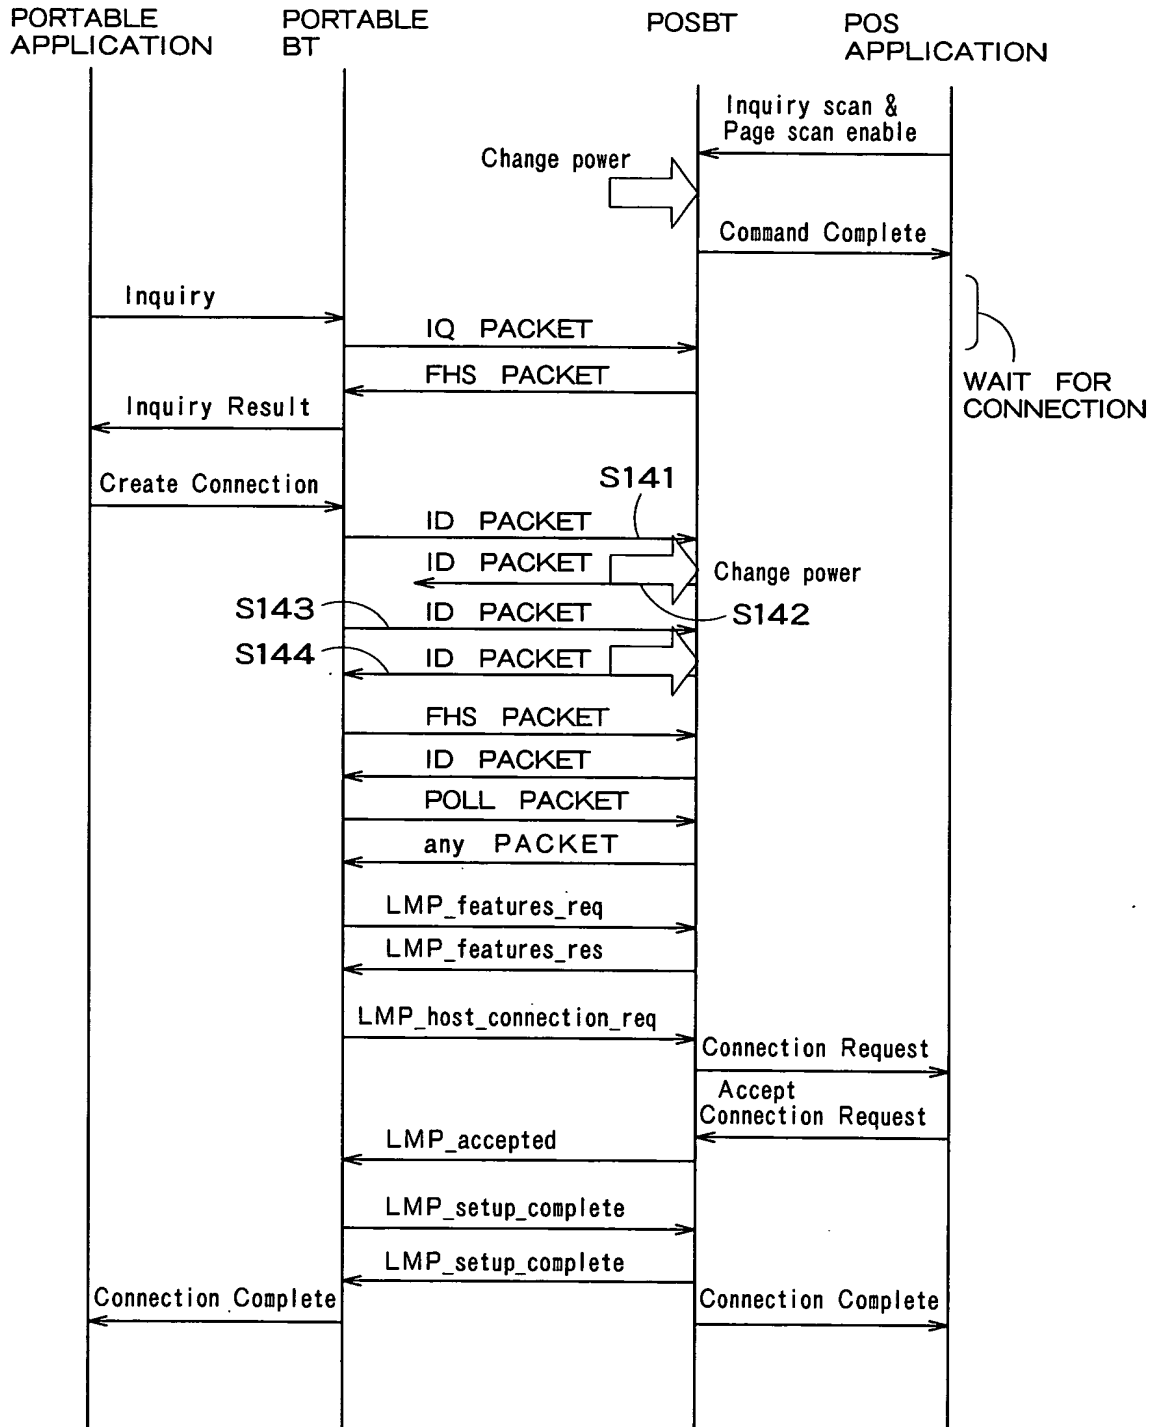 PORTABLE
APPLICATION
PORTABLE
BT
POSBT
POS
APPLICATION
Inquiry scan &
Page scan enable
Change power
Command Complete
Inquiry
IQ PACKET
FHS PACKET
WAIT FOR
CONNECTION
Inquiry Result
Create Connection
S141
ID PACKET
ID PACKET
Change power
S142
S143
ID PACKET
S144
ID PACKET
FHS PACKET
ID PACKET
POLL PACKET
any PACKET
LMP_features_req
LMP_features_res
LMP_host_connection_req
Connection Request
Accept
Connection Request
LMP_accepted
LMP_setup_complete
LMP_setup_complete
Connection Complete
Connection Complete